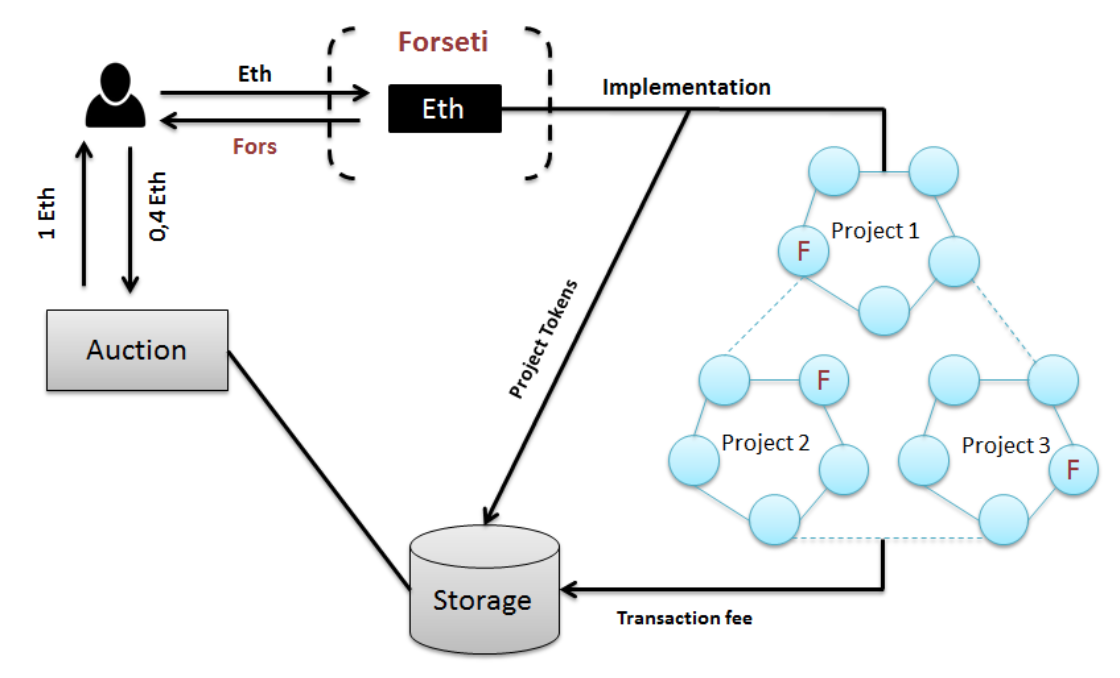 Forseti
Eth
Eth
Implementation
Fors
1 Eth
0,4 Eth
Project 1
F
Auction
Project Tokens
F
Project 2
Project 3
F
Storage
Transaction fee